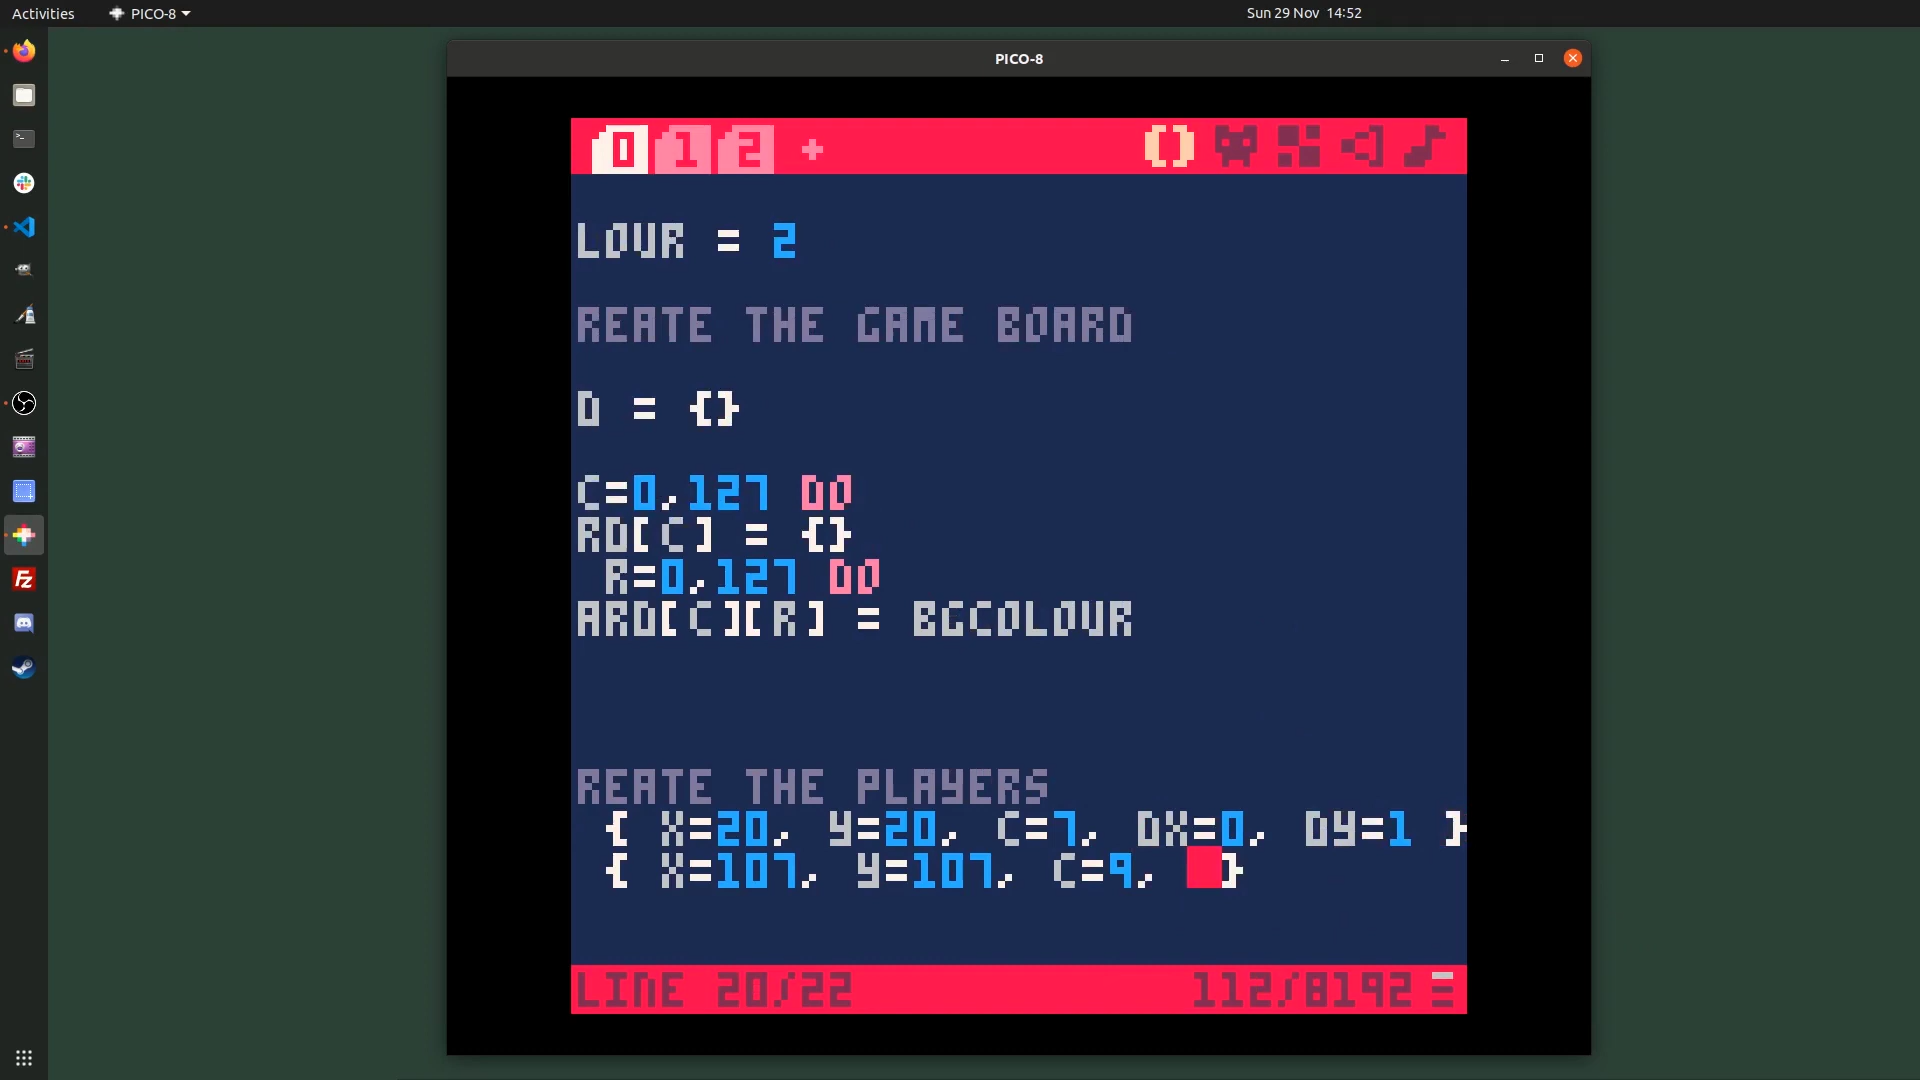 Activities
PICO-8
Sun 29 Nov 14:52
PICO-8
0 1 2 +
LOUR = 2
REATE THE GAME BOARD
D = {}
C=0,127 DO
RD[C] = {}
R=0,127 DO
ARD[C][R] = BGCOLOUR
REATE THE PLAYERS
{ X=20, Y=20, C=7, DX=0, DY=1 }
{ X=107, Y=107, C=9, }
LINE 20/22
112/8192